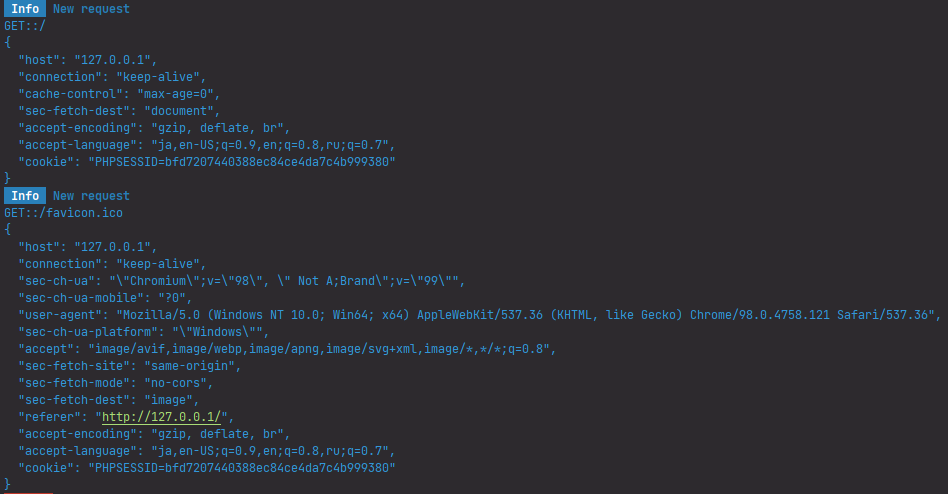 Info New request
GET::/
{
"host": "127.0.0.1",
"connection": "keep-alive",
"cache-control": "max-age=0",
"sec-fetch-dest": "document",
"accept-encoding": "gzip, deflate, br",
"accept-language": "ja,en-US;q=0.9,en;q=0.8,ru;q=0.7",
"cookie": "PHPSESSID=bfd7207440388ec84ce4da7c4b999380"
}
Info New request
GET::/favicon.ico
{
"host": "127.0.0.1",
"connection": "keep-alive",
"sec-ch-ua": "\"Chromium\";v=\"98\", \" Not A;Brand\";v=\"99\"",
"sec-ch-ua-mobile": "?0",
"user-agent": "Mozilla/5.0 (Windows NT 10.0; Win64; x64) AppleWebKit/537.36 (KHTML, like Gecko) Chrome/98.0.4758.121 Safari/537.36",
"sec-ch-ua-platform": "\"Windows\"",
"accept": "image/avif,image/webp,image/apng,image/svg+xml,image/*,*/*;q=0.8",
"sec-fetch-site": "same-origin",
"sec-fetch-mode": "no-cors",
"sec-fetch-dest": "image",
"referer": "http://127.0.0.1/",
"accept-encoding": "gzip, deflate, br",
"accept-language": "ja,en-US;q=0.9,en;q=0.8,ru;q=0.7",
"cookie": "PHPSESSID=bfd7207440388ec84ce4da7c4b999380"
}